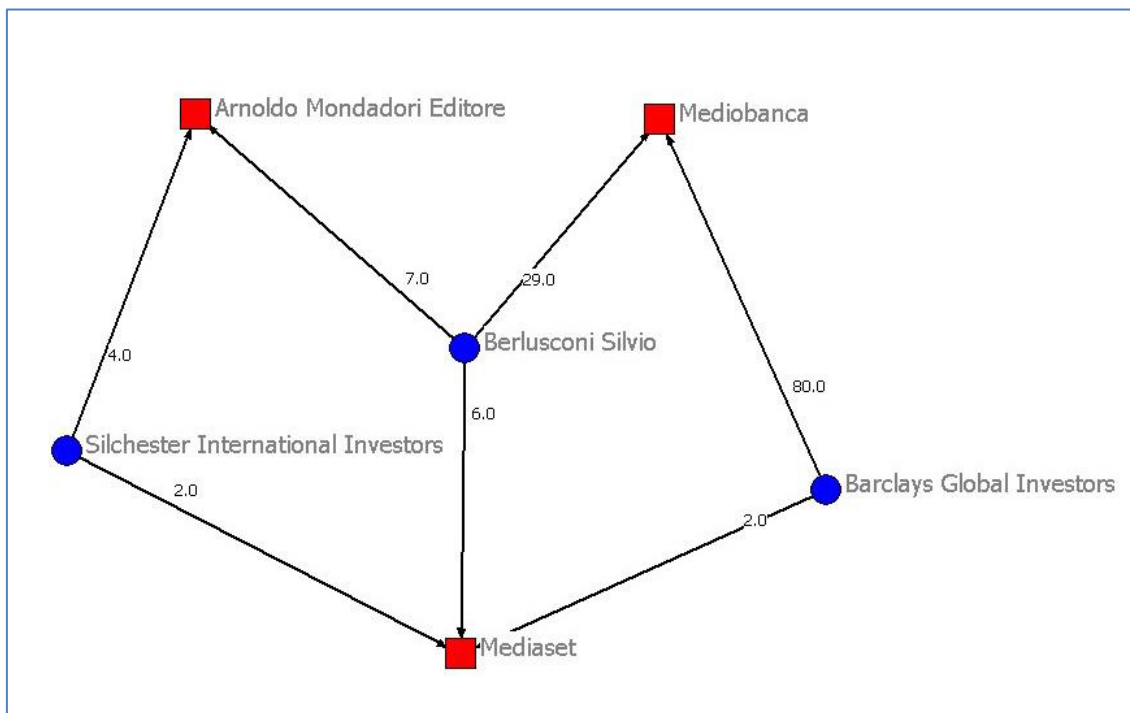 Arnoldo Mondadori Editore
Mediobanca
7.0
29.0
Berlusconi Silvio
4.0
80.0
6.0
Silchester International Investors
2.0
Barclays Global Investors
2.0
Mediaset